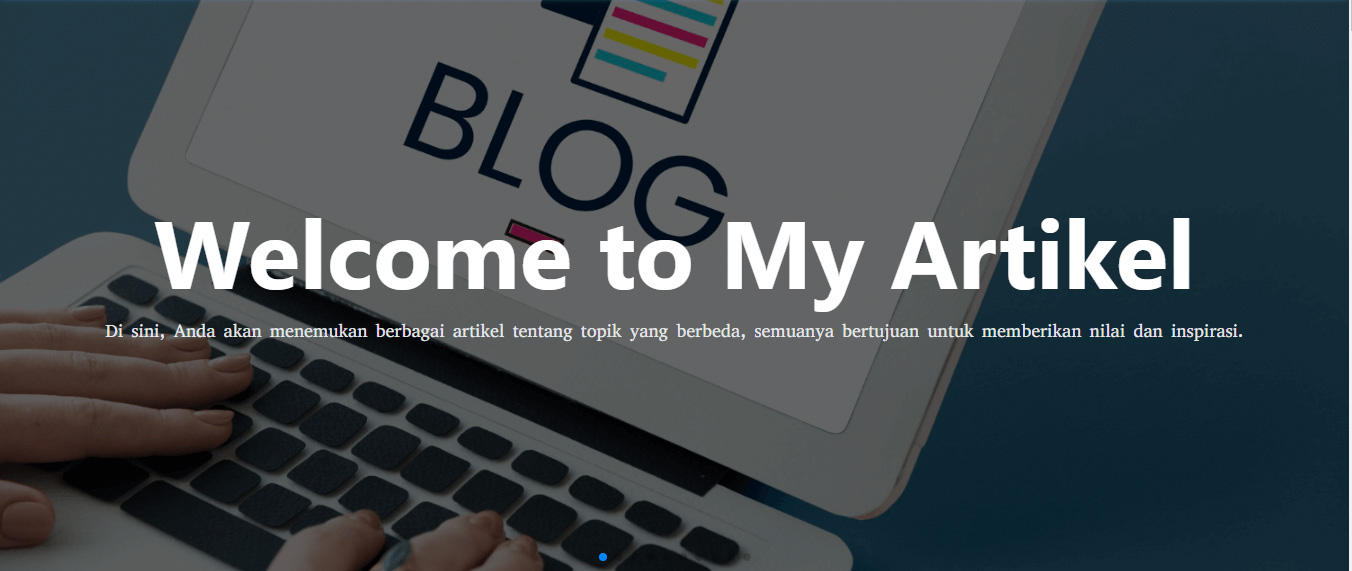 BLOG
Welcome to My Artikel
Di sini, Anda akan menemukan berbagai artikel tentang topik yang berbeda, semuanya bertujuan untuk memberikan nilai dan inspirasi.